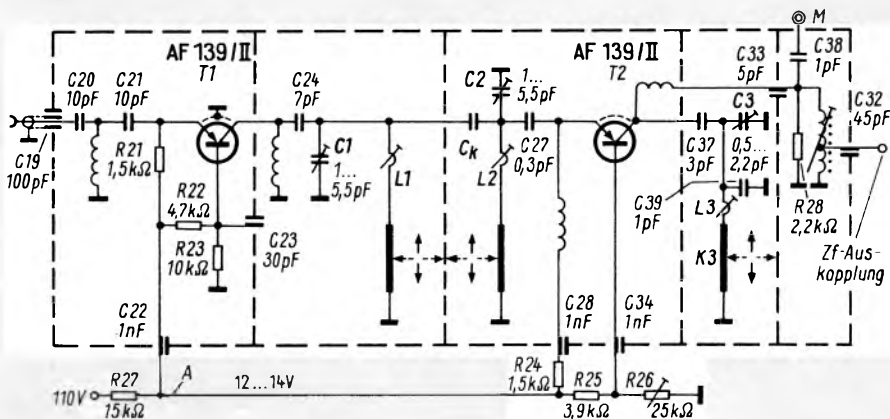 AF 139/II
T1
AF 139/II
T2
M
C20
10pF
C21
10pF
C24
7pF
C2
1...
5,5pF
C33
5pF
C38
1pF
C19
100pF
R21
1,5kΩ
C1
1...
5,5pF
Ck
C27
0,3pF
C3
0,5...
2,2pF
C37
3pF
C32
45pF
R22
4,7kΩ
R23
10kΩ
C23
30pF
L1
L2
C39
1pF
L3
K3
R28
2,2kΩ
Zf-Aus-
kopplung
C22
1nF
C28
1nF
C34
1nF
110V
R27
15kΩ
A
12...14V
R24
1,5kΩ
R25
3,9kΩ
R26
25kΩ